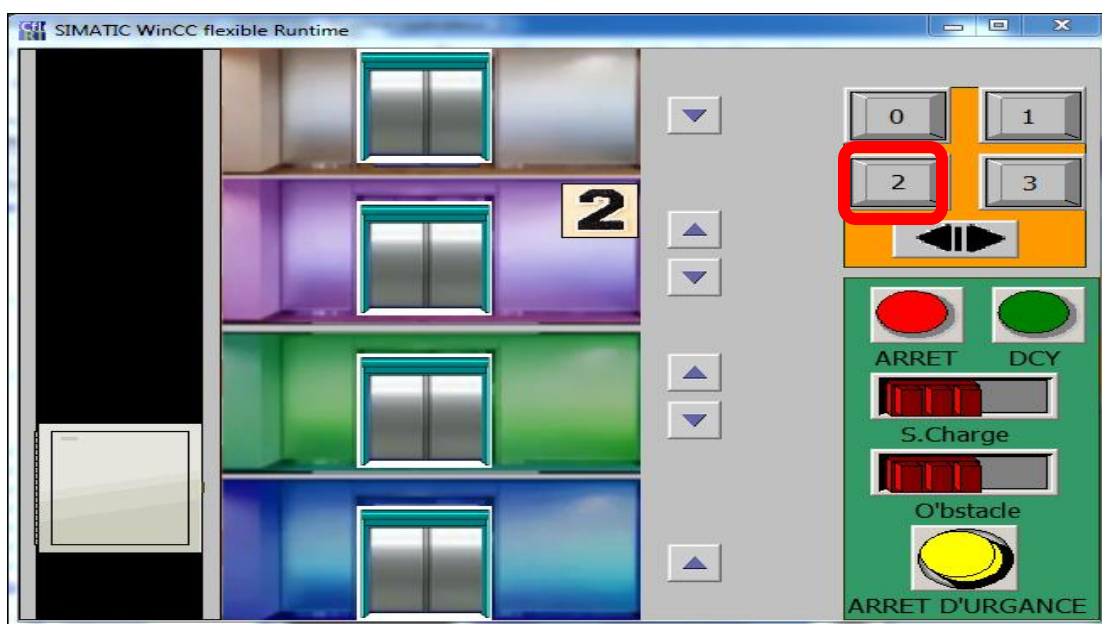 SIMATIC WinCC flexible Runtime
0 1
2 3
2
ARRET DCY
S.Charge
O'bstacle
ARRET D'URGANCE